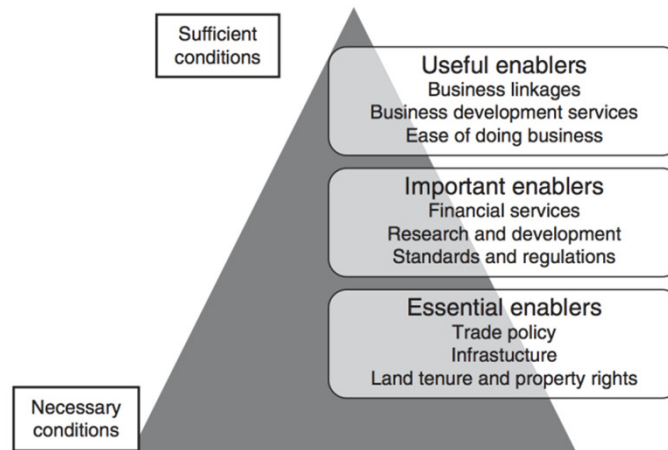 Sufficient
conditions
Useful enablers
Business linkages
Business development services
Ease of doing business
Important enablers
Financial services
Research and development
Standards and regulations
Essential enablers
Trade policy
Infrastucture
Land tenure and property rights
Necessary
conditions